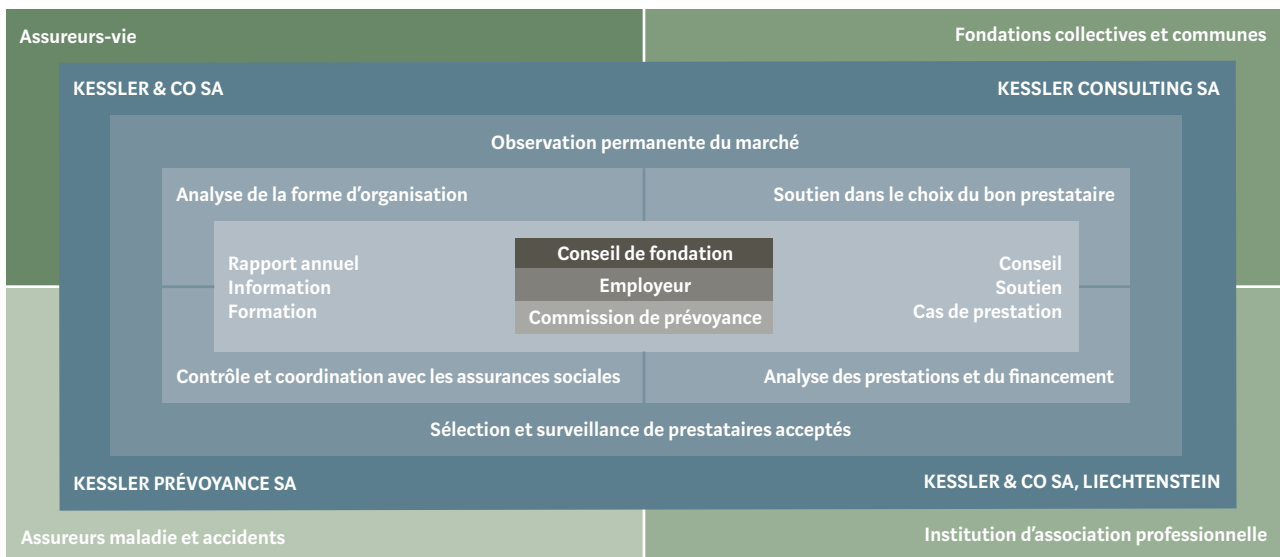 Assureurs-vie
Fondations collectives et communes
KESSLER & CO SA
KESSLER CONSULTING SA
Observation permanente du marché
Analyse de la forme d'organisation
Soutien dans le choix du bon prestataire
Rapport annuel
Information
Formation
Conseil de fondation
Employeur
Commission de prévoyance
Conseil
Soutien
Cas de prestation
Contrôle et coordination avec les assurances sociales
Analyse des prestations et du financement
Sélection et surveillance de prestataires acceptés
KESSLER PRÉVOYANCE SA
KESSLER & CO SA, LIECHTENSTEIN
Assureurs maladie et accidents
Institution d'association professionnelle